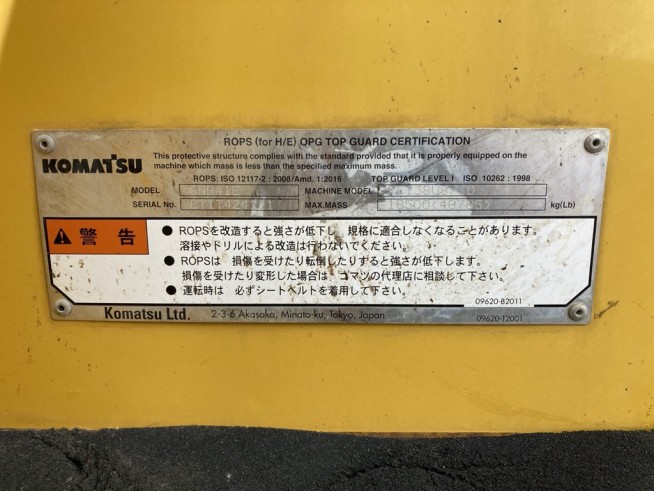 ROPS (for H/E) OPG TOP GUARD CERTIFICATION
KOMATSU
This protective structure complies with the standard provided that it is properly equipped on the
machine which mass is less than the specified maximum mass.
ROPS: ISO 12117-2 : 2008/Amd. 1:2016 TOP GUARD LEVEL I ISO 10262 : 1998
MODEL MACHINE MODEL
SERIAL NO. MAX.MASS kg(Lb)
警告
● ROPSを改造すると強さが低下し、規格に適合しなくなることがあります。
溶接やドリルによる改造は行わないでください。
● ROPSは 損傷を受けたり転倒したりすると強さが低下します。
損傷を受けたり変形した場合は コマツの代理店に相談して下さい。
● 運転時は 必ずシートベルトを着用して下さい。
09620-B2011
Komatsu Ltd. 2-3-6 Akasaka, Minato-ku, Tokyo, Japan 09620-T2001